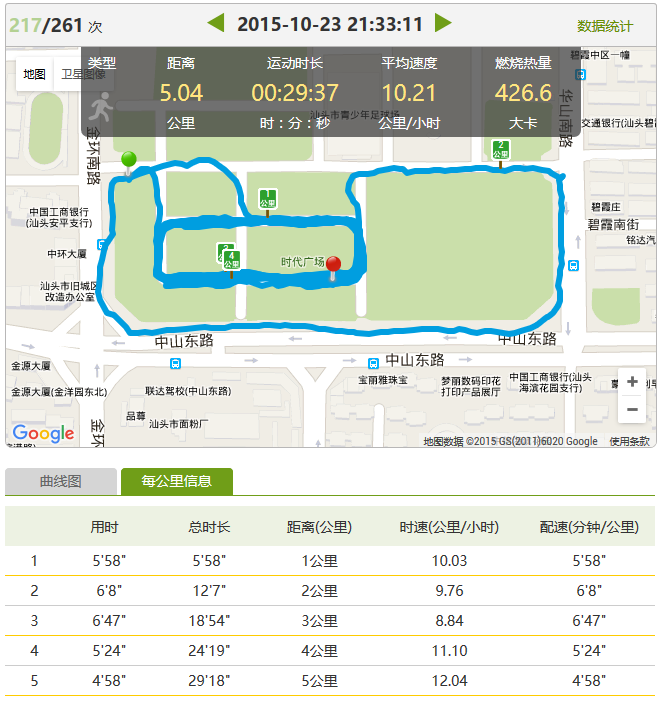 217/261 次
2015-10-23 21:33:11
数据统计
地图 卫星图像
类型 距离 运动时长 平均速度 燃烧热量
5.04 00:29:37 10.21 426.6
公里 时：分：秒 公里/小时 大卡
碧霞中区一幢
汕头市青少年足球场
华山南路
交通银行(汕头碧霞
金环南路
2
公里
1
公里
中国工商银行
(汕头安平支行)
碧霞庄
碧霞南街
铭达汽
中环大厦
4
公里
时代广场
汕头市旧城区
改造办公室
中山东路
中山东路
中山东路
金源大厦
金源大厦(金洋园东北)
联达驾校(中山东路)
宝丽雅珠宝
梦丽数码印花
打印产品展厅
中国工商银行(汕头
海滨花园支行)
品尊
汕头市面粉厂
金环
+
−
Google
地图数据 ©2015 GS(2011)6020 Google 使用条款
曲线图 每公里信息
用时 总时长 距离(公里) 时速(公里/小时) 配速(分钟/公里)
1 5'58" 5'58" 1公里 10.03 5'58"
2 6'8" 12'7" 2公里 9.76 6'8"
3 6'47" 18'54" 3公里 8.84 6'47"
4 5'24" 24'19" 4公里 11.10 5'24"
5 4'58" 29'18" 5公里 12.04 4'58"